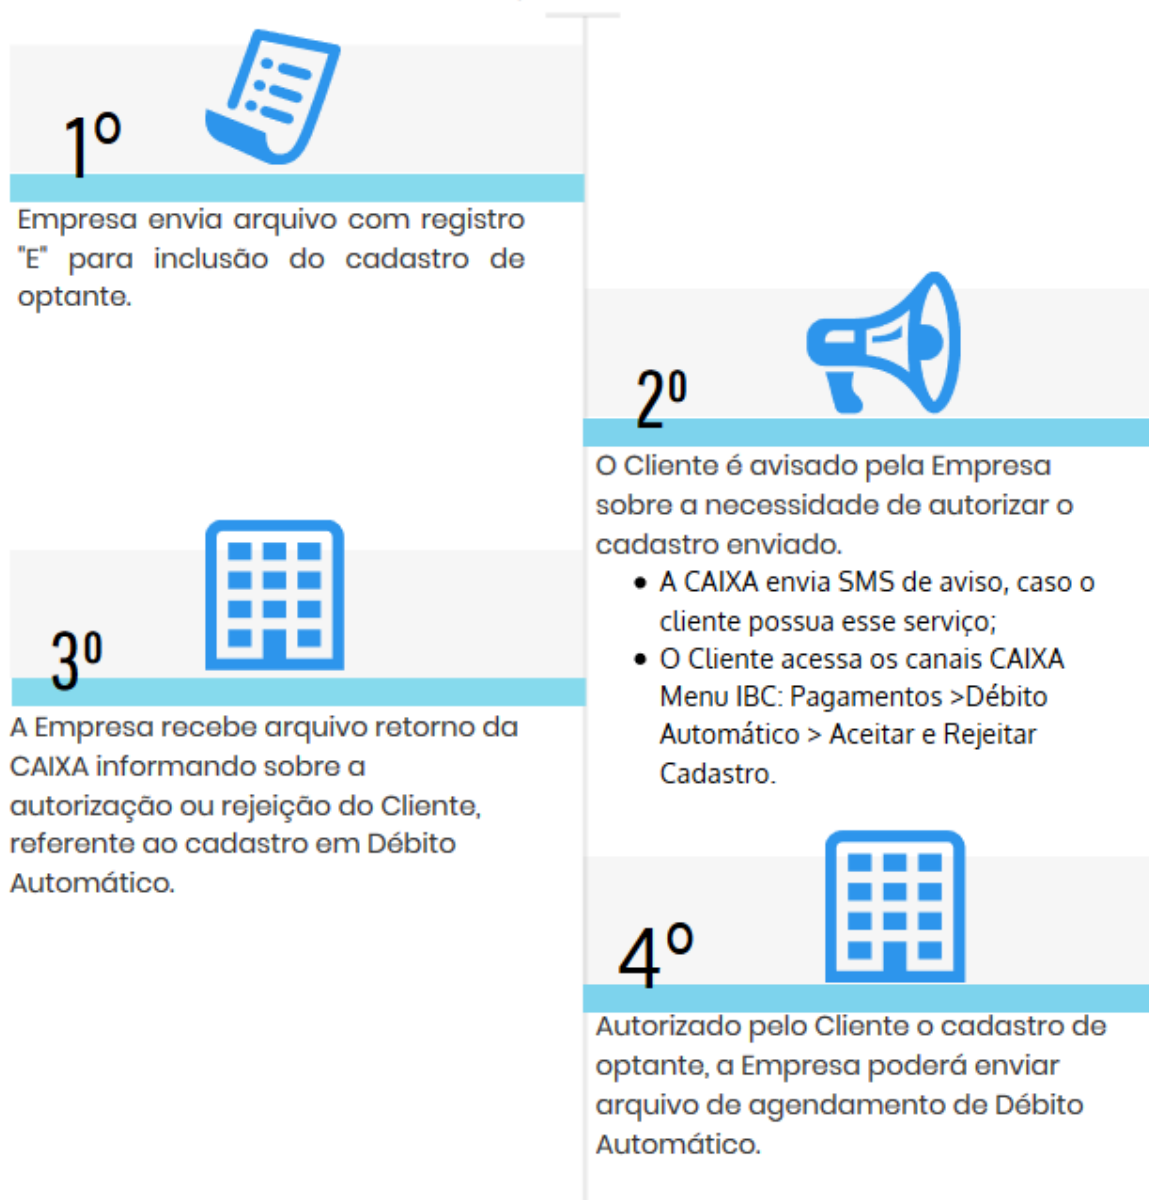 1º
Empresa envia arquivo com registro
"E" para inclusão do cadastro de
optante.
2º
O Cliente é avisado pela Empresa
sobre a necessidade de autorizar o
cadastro enviado.
• A CAIXA envia SMS de aviso, caso o
cliente possua esse serviço;
• O Cliente acessa os canais CAIXA
Menu IBC: Pagamentos >Débito
Automático > Aceitar e Rejeitar
Cadastro.
3º
A Empresa recebe arquivo retorno da
CAIXA informando sobre a
autorização ou rejeição do Cliente,
referente ao cadastro em Débito
Automático.
4º
Autorizado pelo Cliente o cadastro de
optante, a Empresa poderá enviar
arquivo de agendamento de Débito
Automático.